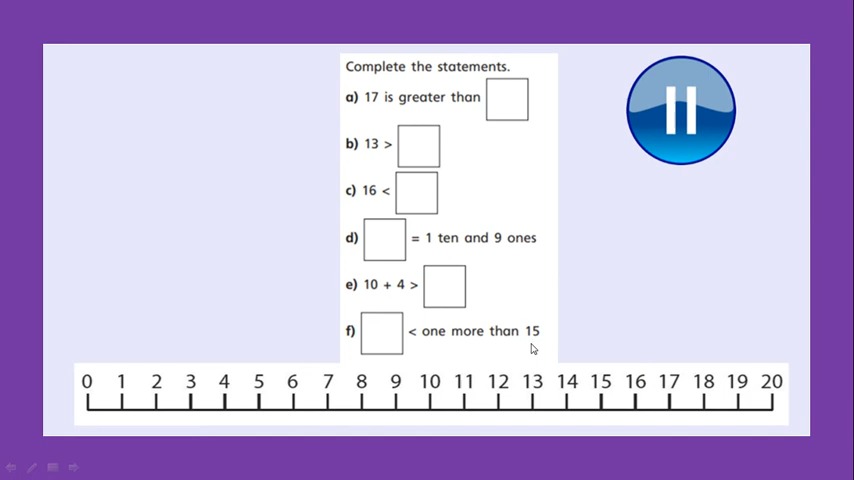 Complete the statements.
a) 17 is greater than
b) 13 >
c) 16 <
d) = 1 ten and 9 ones
e) 10 + 4 >
f) < one more than 15
0 1 2 3 4 5 6 7 8 9 10 11 12 13 14 15 16 17 18 19 20